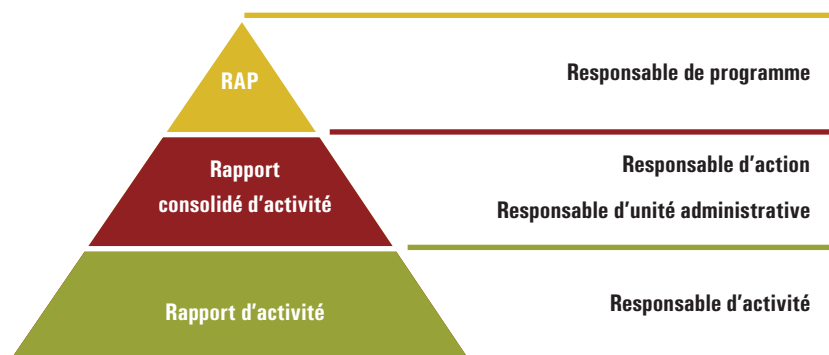 RAP
Responsable de programme
Rapport
consolidé d'activité
Responsable d'action
Responsable d'unité administrative
Rapport d'activité
Responsable d'activité